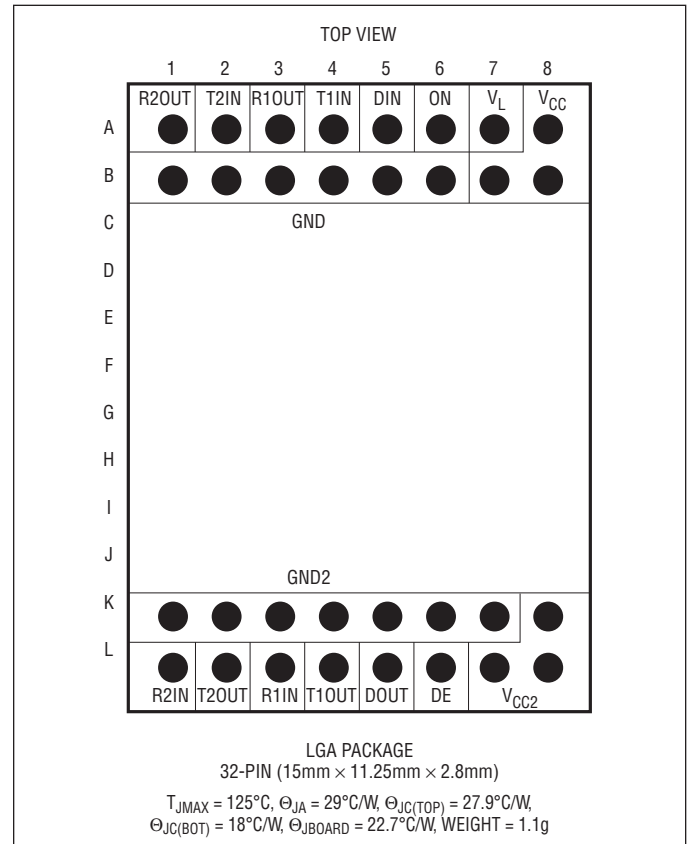 TOP VIEW
1 2 3 4 5 6 7 8
R2OUT T2IN R1OUT T1IN DIN ON VL VCC
A
B
C GND
D
E
F
G
H
I
J
GND2
K
L
R2IN T2OUT R1IN T1OUT DOUT DE VCC2
LGA PACKAGE
32-PIN (15mm × 11.25mm × 2.8mm)
TJMAX = 125°C, ΘJA = 29°C/W, ΘJC(TOP) = 27.9°C/W,
ΘJC(BOT) = 18°C/W, ΘJBOARD = 22.7°C/W, WEIGHT = 1.1g